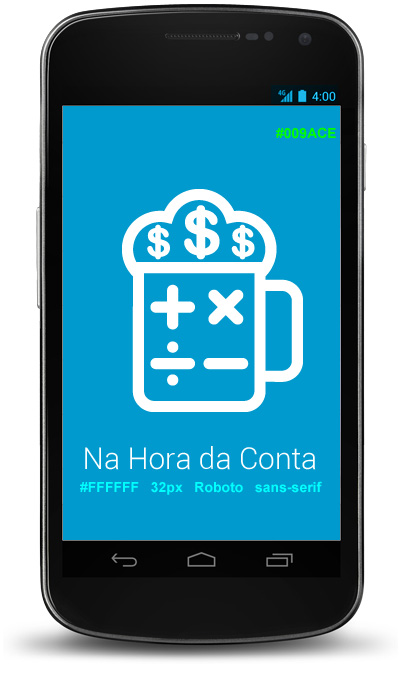 4G 4:00
#009ACE
$ $ $
Na Hora da Conta
#FFFFFF 32px Roboto sans-serif